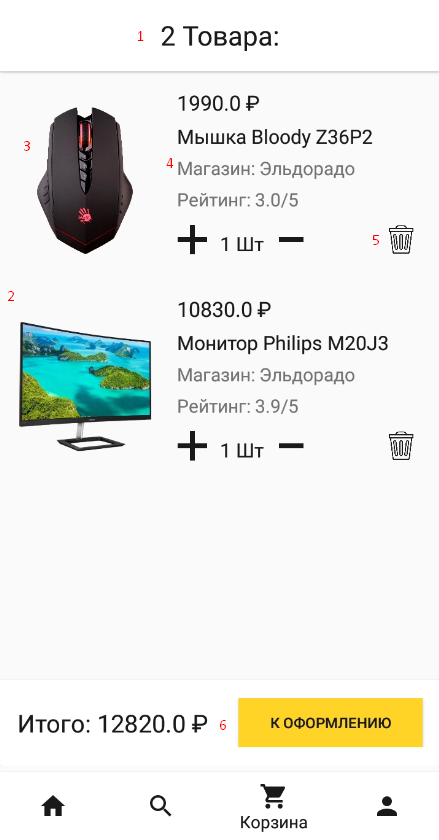 1 2 Товара:
3
1990.0 ₽
Мышка Bloody Z36P2
4 Магазин: Эльдорадо
Рейтинг: 3.0/5
+ 1 Шт −
5
2
10830.0 ₽
Монитор Philips M20J3
Магазин: Эльдорадо
Рейтинг: 3.9/5
+ 1 Шт −
Итого: 12820.0 ₽ 6
К ОФОРМЛЕНИЮ
Корзина